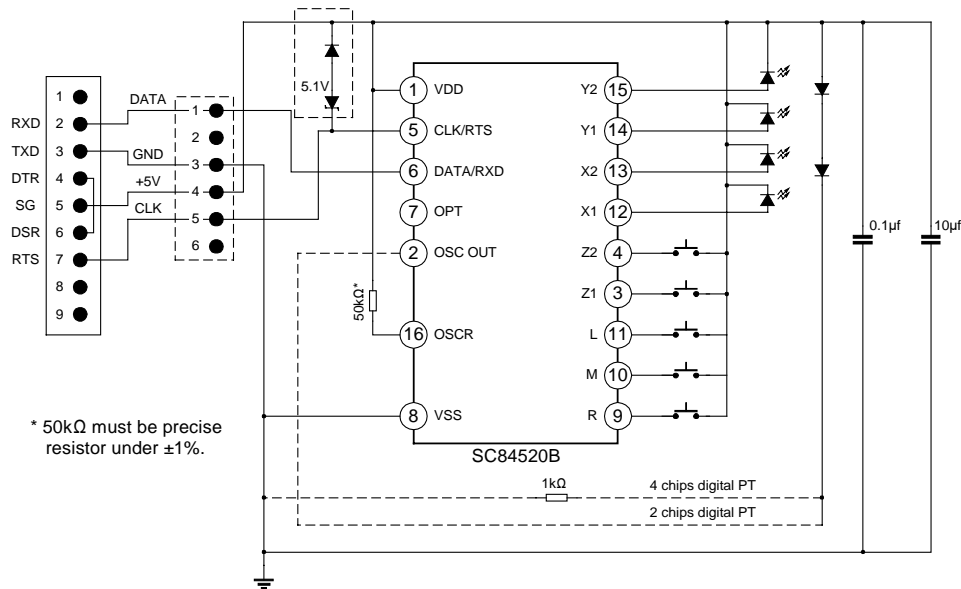 1
RXD 2
TXD 3
DTR 4
SG 5
DSR 6
RTS 7
8
9
DATA
GND
+5V
CLK
1
2
3
4
5
6
5.1V
50kΩ*
1 VDD
5 CLK/RTS
6 DATA/RXD
7 OPT
2 OSC OUT
16 OSCR
8 VSS
Y2 15
Y1 14
X2 13
X1 12
Z2 4
Z1 3
L 11
M 10
R 9
SC84520B
0.1µf
10µf
* 50kΩ must be precise
resistor under ±1%.
1kΩ
4 chips digital PT
2 chips digital PT